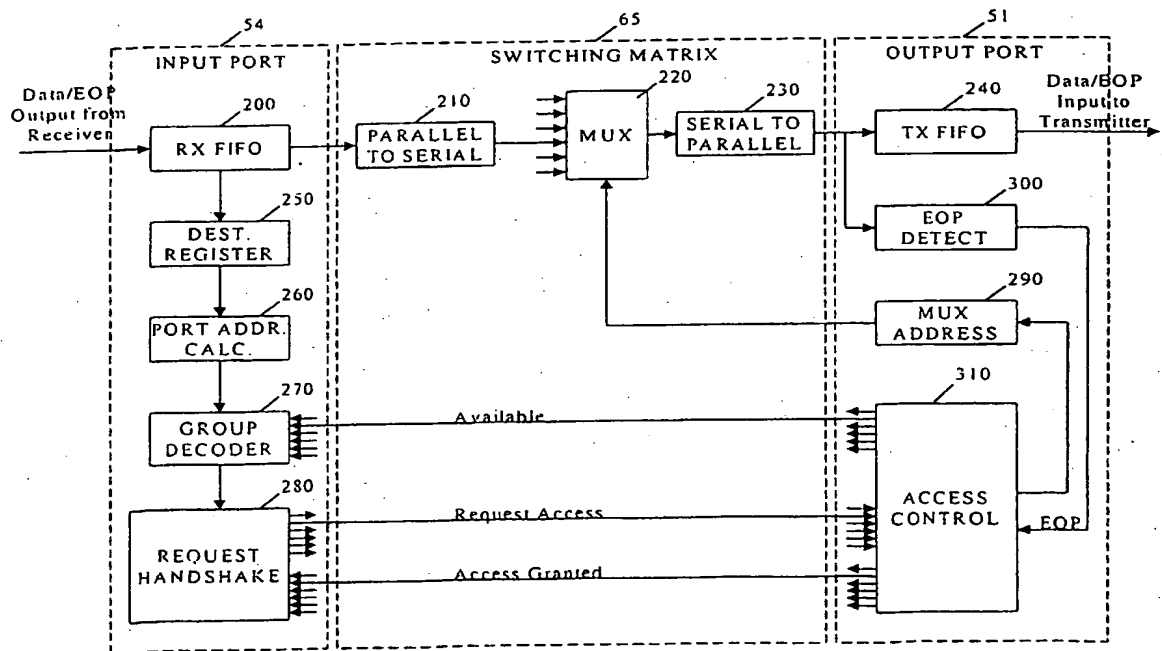 54
65
51
INPUT PORT
SWITCHING MATRIX
OUTPUT PORT
Data/EOP
Output from
Receiver
200
RX FIFO
210
PARALLEL
TO SERIAL
220
MUX
230
SERIAL TO
PARALLEL
240
TX FIFO
Data/EOP
Input to
Transmitter
250
DEST.
REGISTER
300
EOP
DETECT
260
PORT ADDR.
CALC.
290
MUX
ADDRESS
270
GROUP
DECODER
Available
310
ACCESS
CONTROL
EOP
280
REQUEST
HANDSHAKE
Request Access
Access Granted